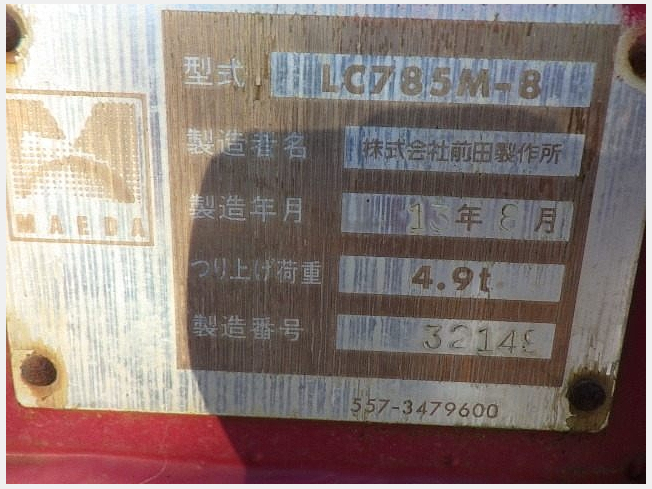 型式 LC785M-8
製造者名 株式会社前田製作所
製造年月 13年8月
つり上げ荷重 4.9t
製造番号
MAEDA
557-3479600